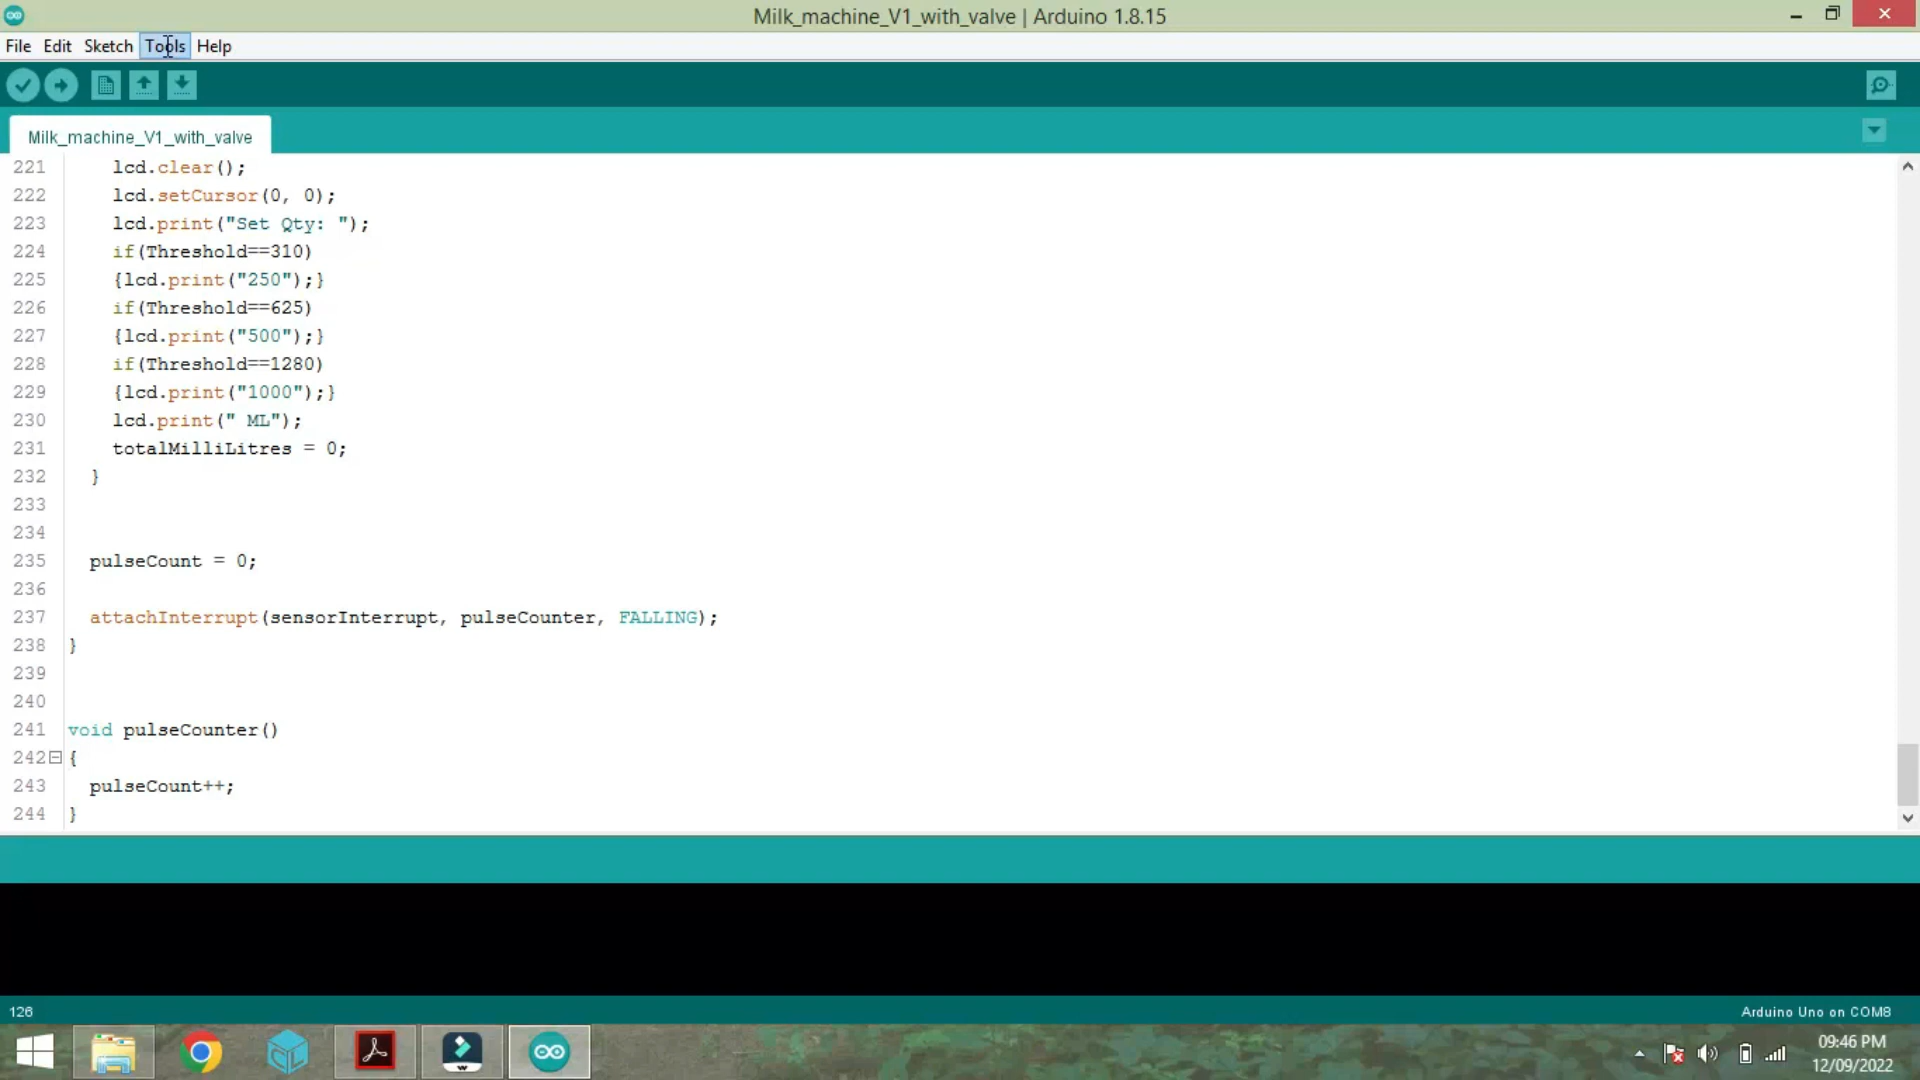 Milk_machine_V1_with_valve | Arduino 1.8.15
File Edit Sketch Tools Help
Milk_machine_V1_with_valve
221 lcd.clear();
222 lcd.setCursor(0, 0);
223 lcd.print("Set Qty: ");
224 if(Threshold==310)
225 {lcd.print("250");}
226 if(Threshold==625)
227 {lcd.print("500");}
228 if(Threshold==1280)
229 {lcd.print("1000");}
230 lcd.print(" ML");
231 totalMilliLitres = 0;
232 }
233
234
235 pulseCount = 0;
236
237 attachInterrupt(sensorInterrupt, pulseCounter, FALLING);
238 }
239
240
241 void pulseCounter()
242 {
243 pulseCount++;
244 }
126
Arduino Uno on COM8
09:46 PM
12/09/2022